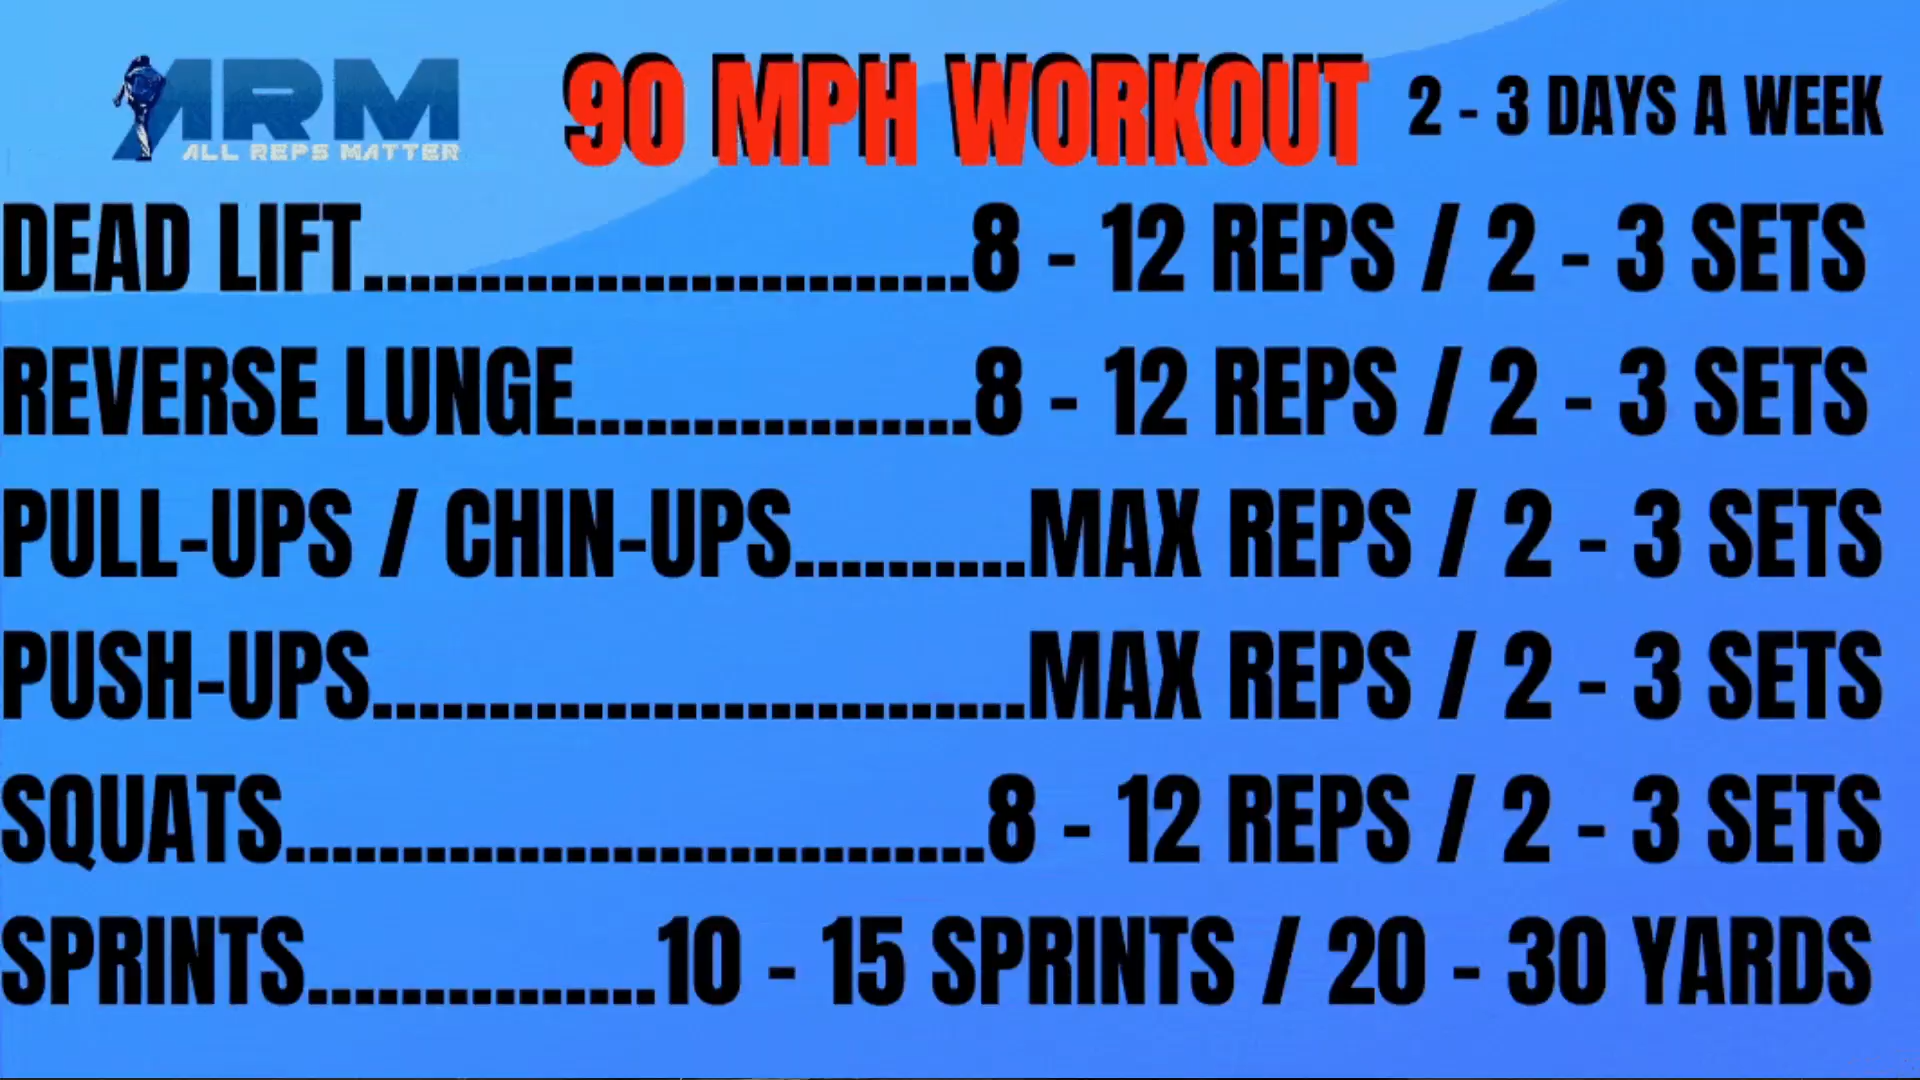 ARM
ALL REPS MATTER
90 MPH WORKOUT 2 - 3 DAYS A WEEK
DEAD LIFT..........................8 - 12 REPS / 2 - 3 SETS
REVERSE LUNGE.................8 - 12 REPS / 2 - 3 SETS
PULL-UPS / CHIN-UPS..........MAX REPS / 2 - 3 SETS
PUSH-UPS............................MAX REPS / 2 - 3 SETS
SQUATS..............................8 - 12 REPS / 2 - 3 SETS
SPRINTS...............10 - 15 SPRINTS / 20 - 30 YARDS